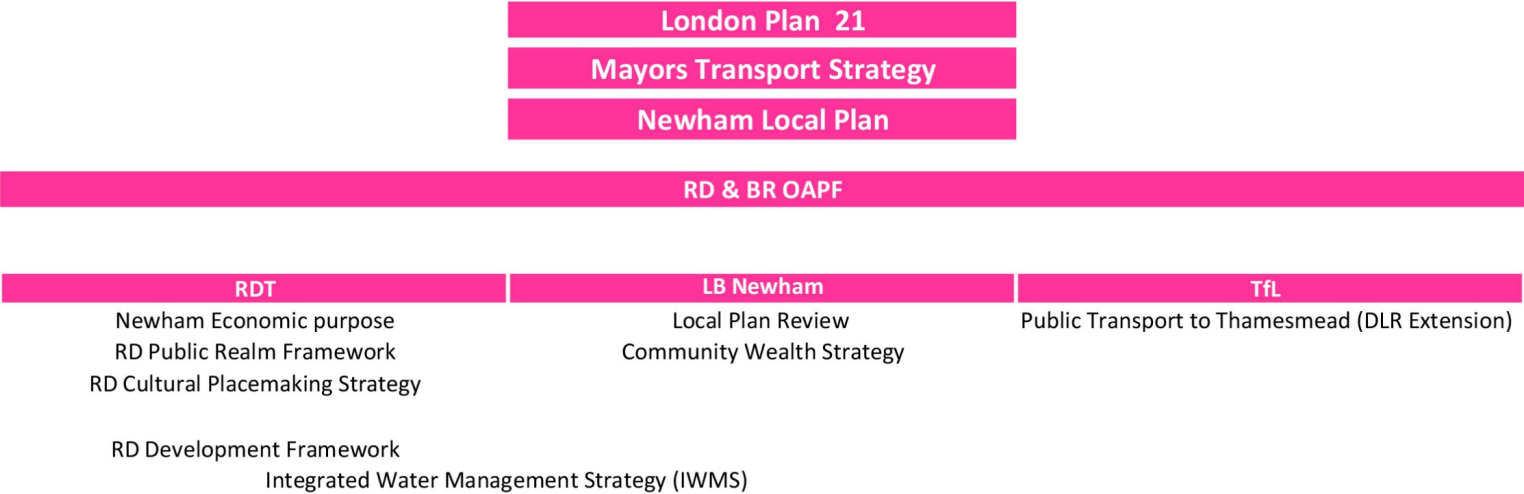 London Plan  21
Mayors Transport Strategy
Newham Local Plan
RD & BR OAPF
RDT
LB Newham
TfL
Newham Economic purpose
Local Plan Review
Public Transport to Thamesmead (DLR Extension)
RD Public Realm Framework
Community Wealth Strategy
RD Cultural Placemaking Strategy
RD Development Framework
Integrated Water Management Strategy (IWMS)